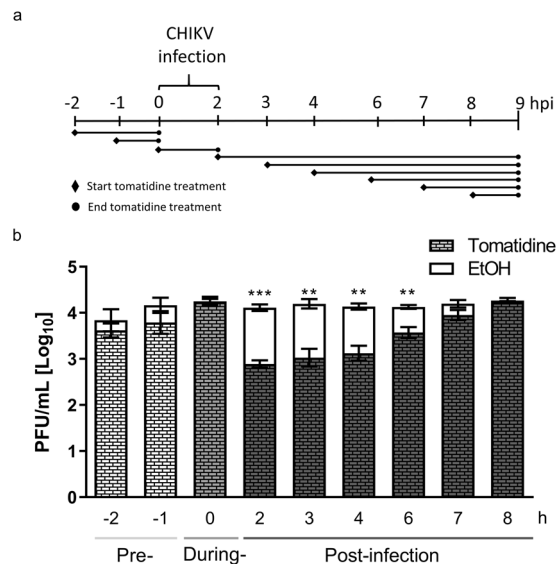 a
CHIKV
infection
-2 -1 0 2 3 4 6 7 9 hpi
Start tomatidine treatment
End tomatidine treatment
b
Tomatidine
EtOH
PFU/mL [Log10]
5
4
3
2
1
0
*** ** ** **
-2 -1 0 2 3 4 6 7 8 h
Pre- During- Post-infection